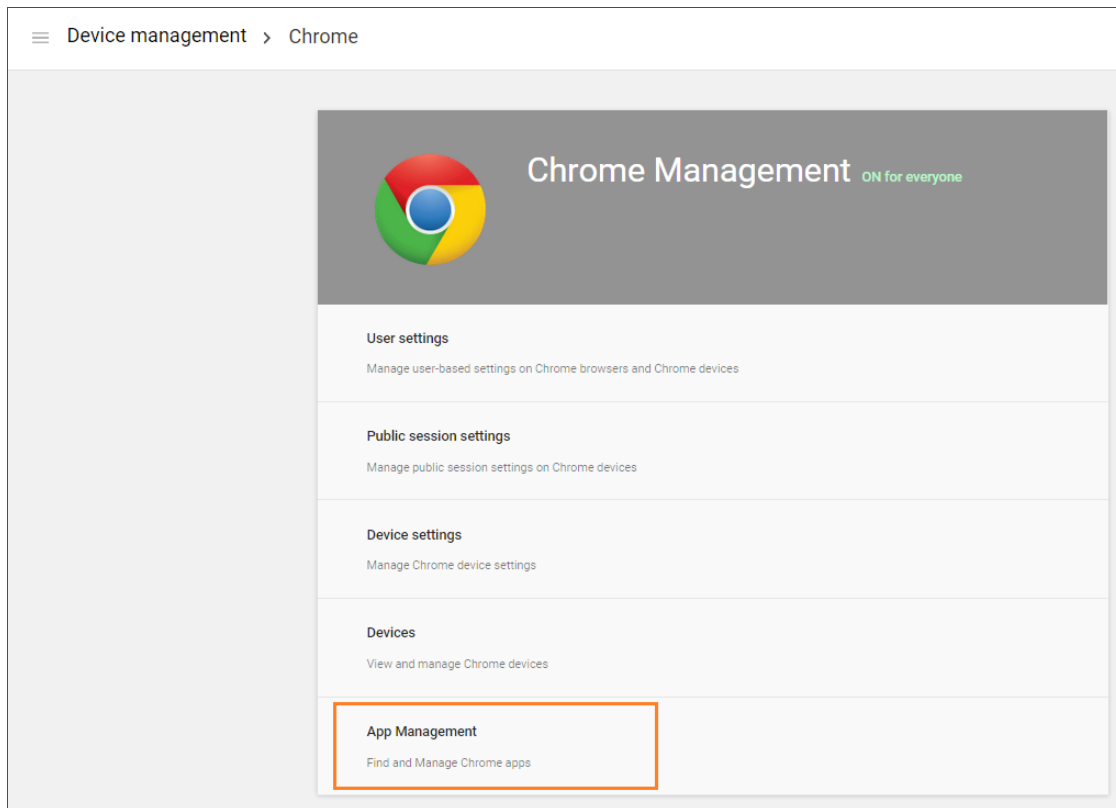 Device management > Chrome
Chrome Management ON for everyone
User settings
Manage user-based settings on Chrome browsers and Chrome devices
Public session settings
Manage public session settings on Chrome devices
Device settings
Manage Chrome device settings
Devices
View and manage Chrome devices
App Management
Find and Manage Chrome apps